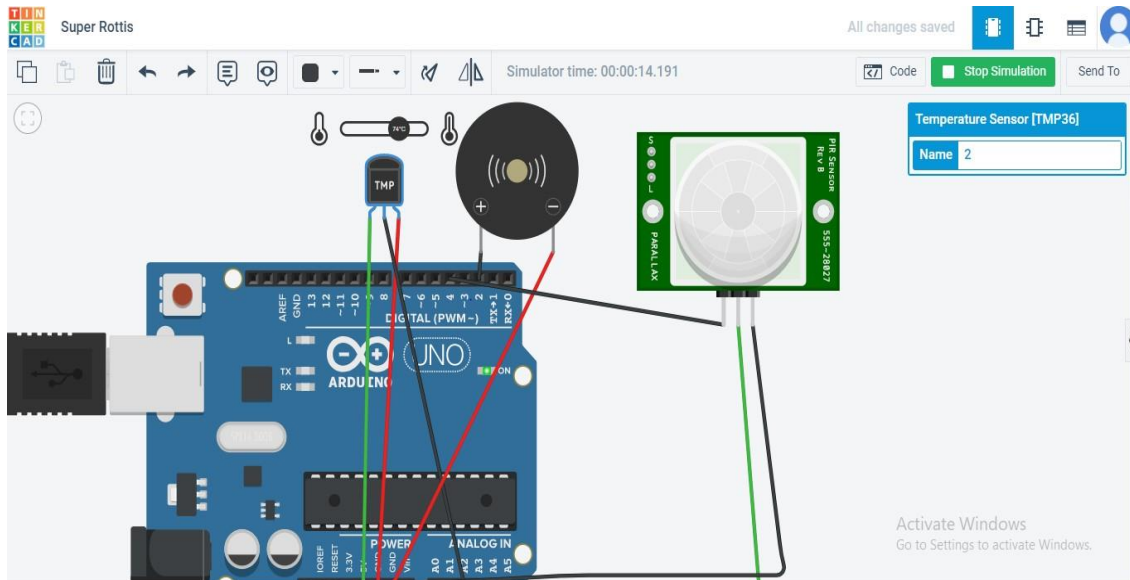 TIN
KER
CAD
Super Rottis
All changes saved
Simulator time: 00:00:14.191
Code
Stop Simulation
Send To
Temperature Sensor [TMP36]
Name 2
74°C
TMP
+
−
S
L
PIR SENSOR
REV B
PARALLAX
555-28027
AREF
GND
13
12
~11
~10
~9
8
7
~6
~5
4
~3
2
TX→1
RX←0
DIGITAL (PWM~)
L
TX
RX
ARDUINO
UNO
ON
POWER
ANALOG IN
IOREF
RESET
3.3V
5V
GND
GND
Vin
A0
A1
A2
A3
A4
A5
Activate Windows
Go to Settings to activate Windows.